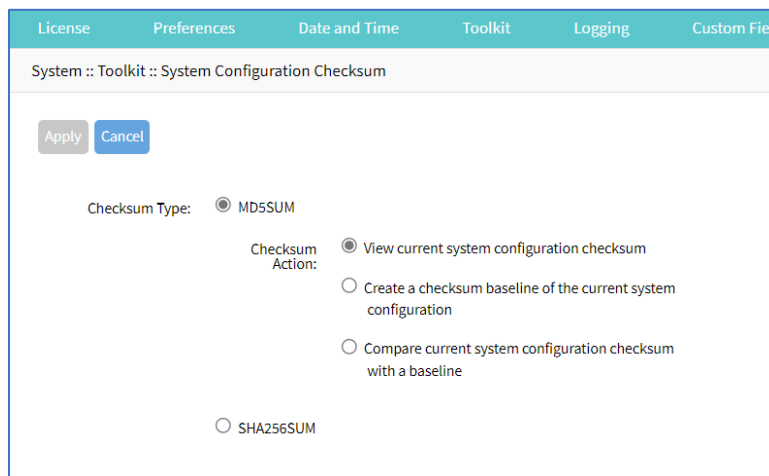 License Preferences Date and Time Toolkit Logging Custom Fie
System :: Toolkit :: System Configuration Checksum
Apply Cancel
Checksum Type: MD5SUM
Checksum Action: View current system configuration checksum
Create a checksum baseline of the current system
configuration
Compare current system configuration checksum
with a baseline
SHA256SUM